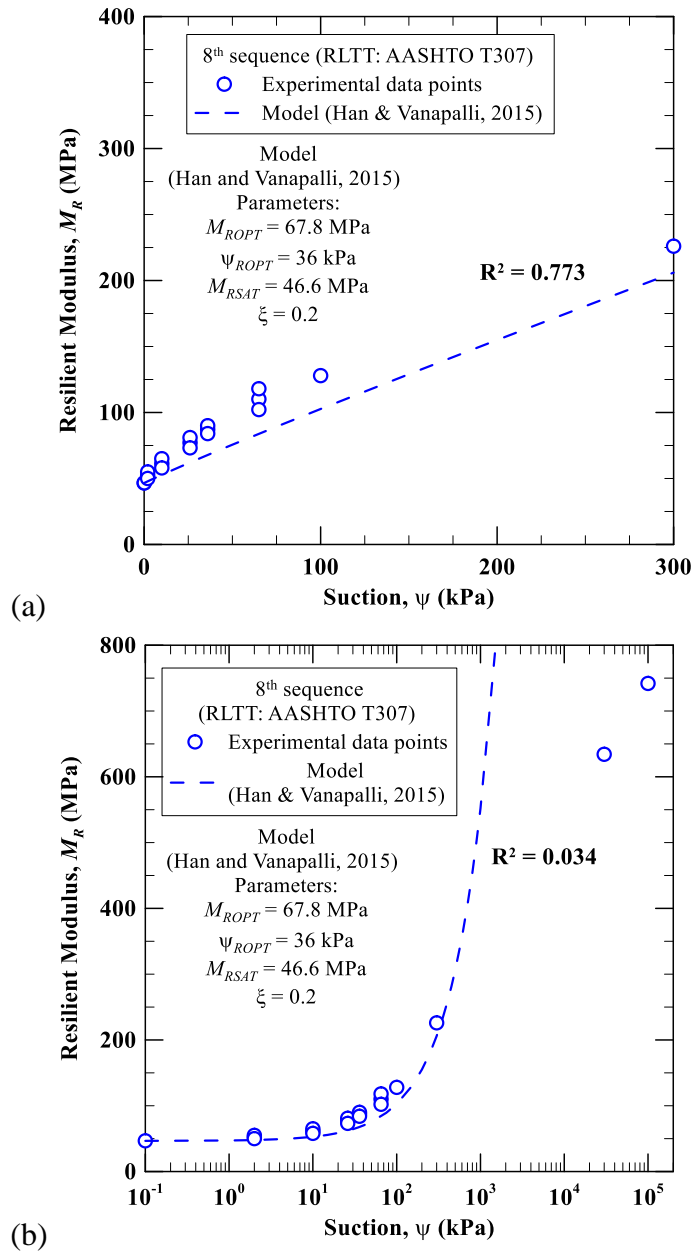 400
300
200
100
0
Resilient Modulus, MR (MPa)
8th sequence (RLTT: AASHTO T307)
Experimental data points
Model (Han & Vanapalli, 2015)
Model
(Han and Vanapalli, 2015)
Parameters:
MROPT = 67.8 MPa
ψROPT = 36 kPa
MRSAT = 46.6 MPa
ξ = 0.2
R² = 0.773
0 100 200 300
Suction, ψ (kPa)
(a)
800
600
400
200
0
Resilient Modulus, MR (MPa)
8th sequence
(RLTT: AASHTO T307)
Experimental data points
Model
(Han & Vanapalli, 2015)
Model
(Han and Vanapalli, 2015)
Parameters:
MROPT = 67.8 MPa
ψROPT = 36 kPa
MRSAT = 46.6 MPa
ξ = 0.2
R² = 0.034
10⁻¹ 10⁰ 10¹ 10² 10³ 10⁴ 10⁵
Suction, ψ (kPa)
(b)